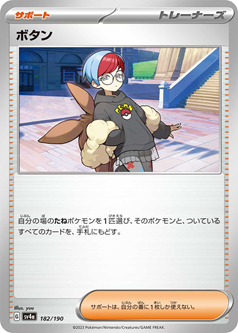 サポート
トレーナーズ
ボタン
自分の場のたねポケモンを1匹選び、そのポケモンと、ついている
すべてのカードを、手札にもどす。
Illus. you
G sv4a 182/190
サポートは、自分の番に1枚しか使えない。
©2023 Pokémon/Nintendo/Creatures/GAME FREAK.